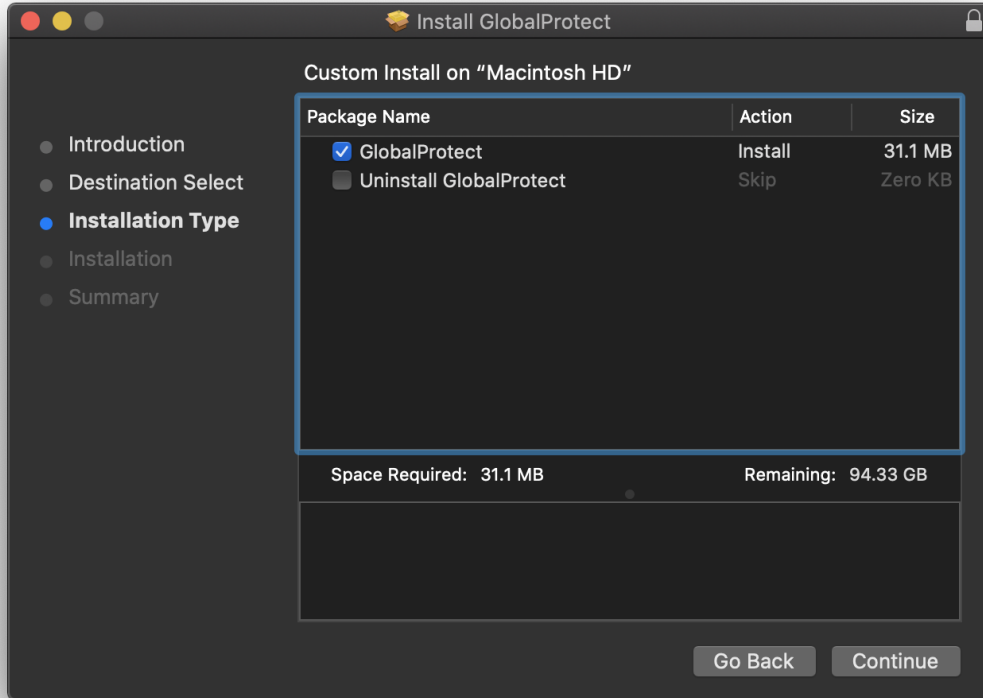 Install GlobalProtect
Custom Install on “Macintosh HD”
Introduction
Destination Select
Installation Type
Installation
Summary
Package Name Action Size
GlobalProtect Install 31.1 MB
Uninstall GlobalProtect Skip Zero KB
Space Required: 31.1 MB Remaining: 94.33 GB
Go Back Continue